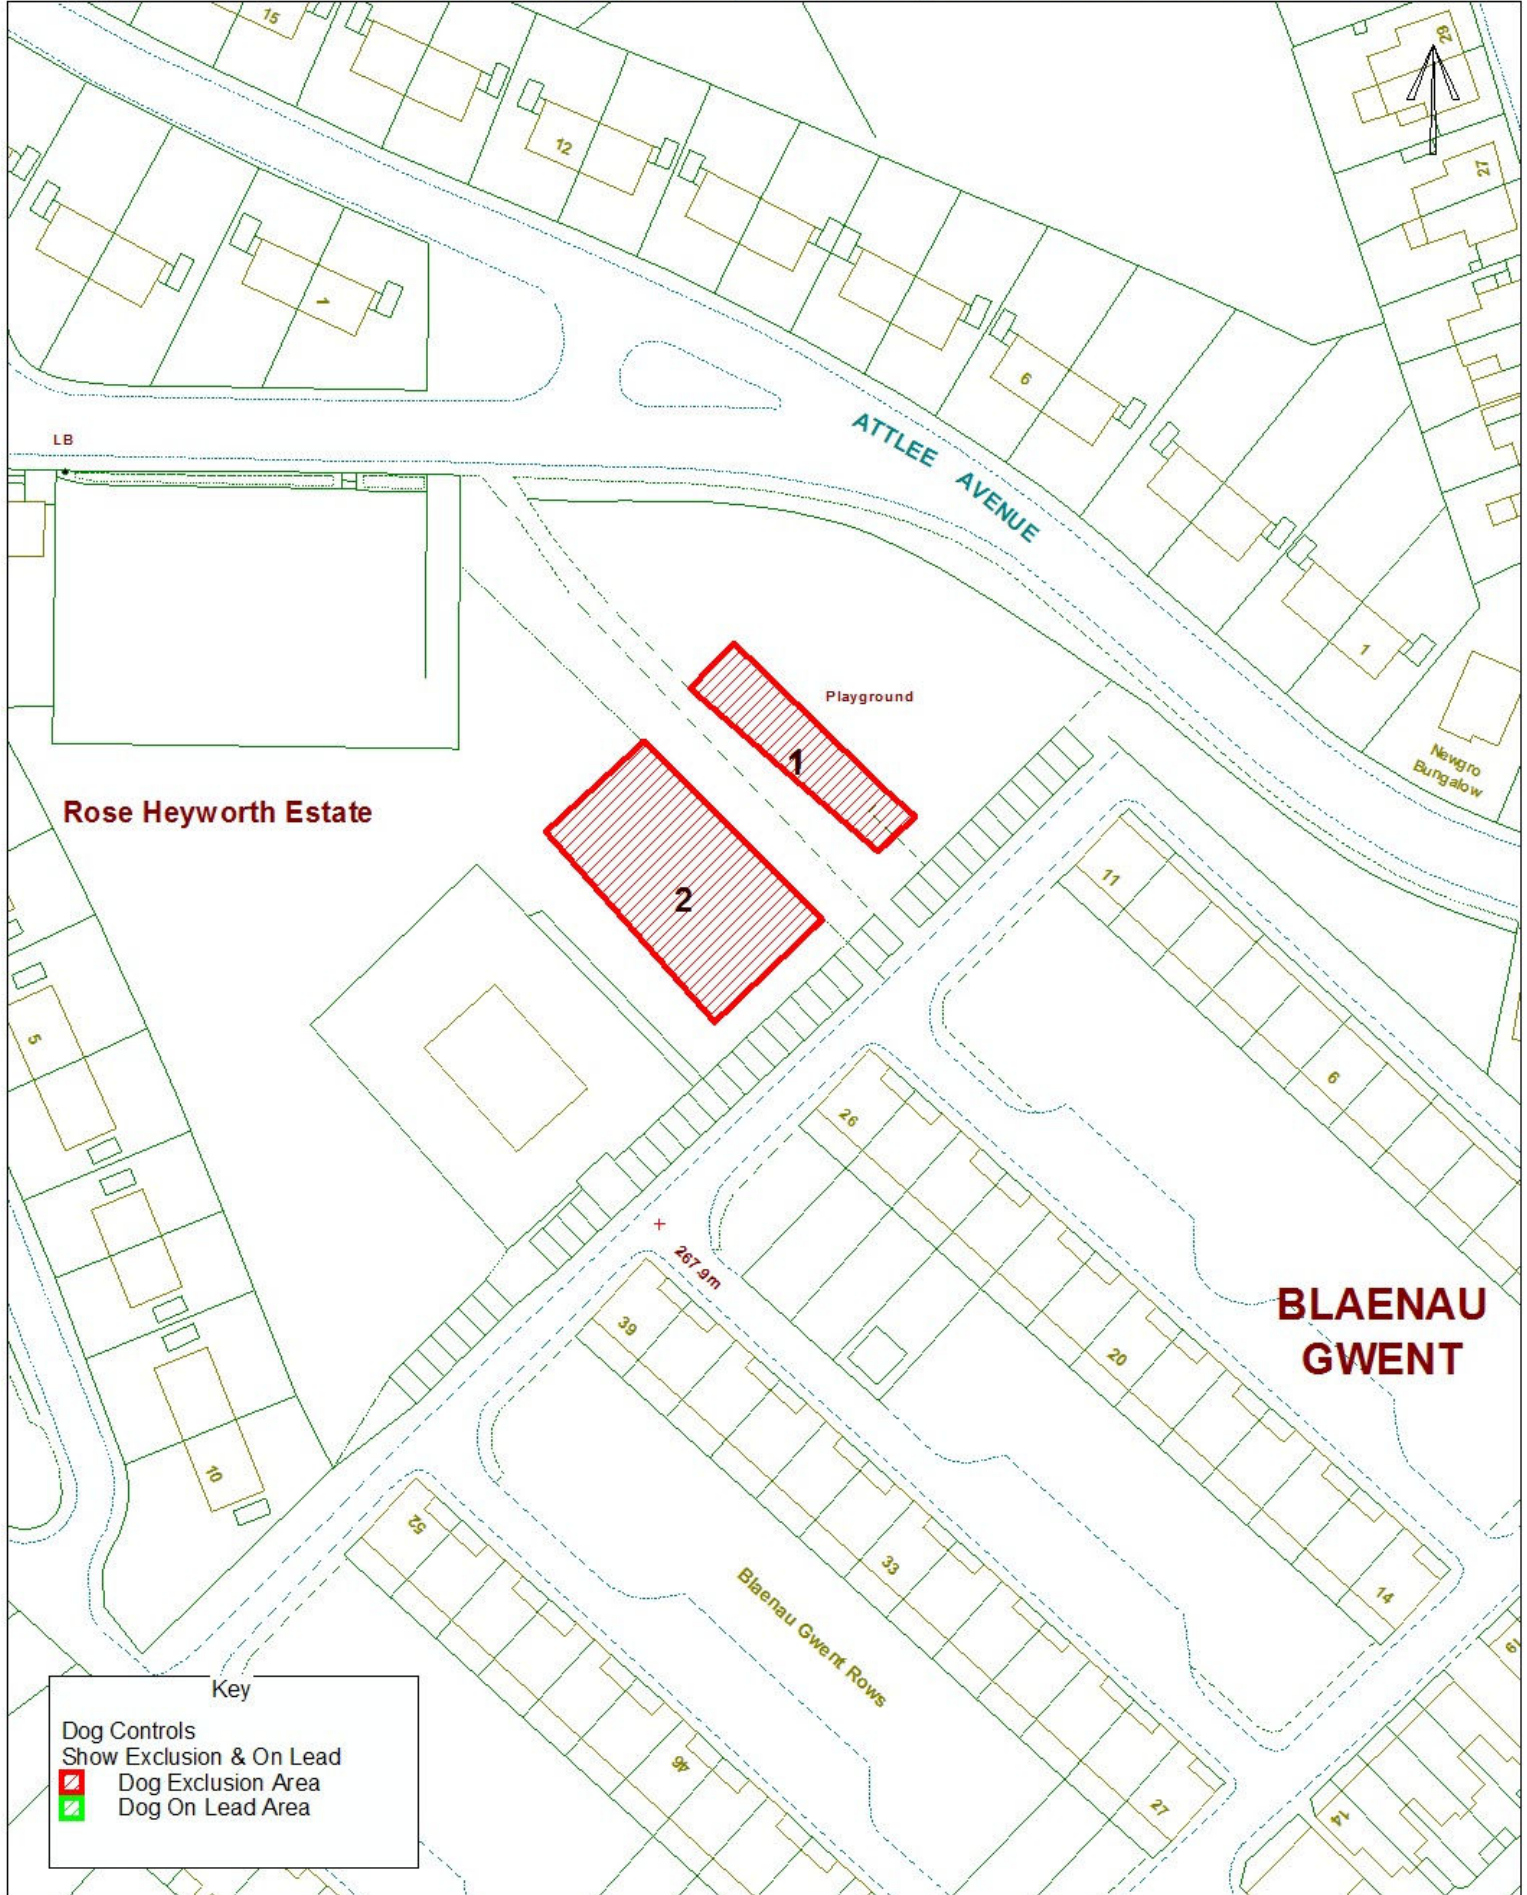 15
29
12
27
1
6
LB
ATTLEE AVENUE
1
Playground
Newgro
Bungalow
1
Rose Heyworth Estate
2
11
5
6
26
267.9m
BLAENAU
GWENT
39
20
10
52
33
14
Blaenau Gwent Rows
19
46
27
14
Key
Dog Controls
Show Exclusion & On Lead
Dog Exclusion Area
Dog On Lead Area